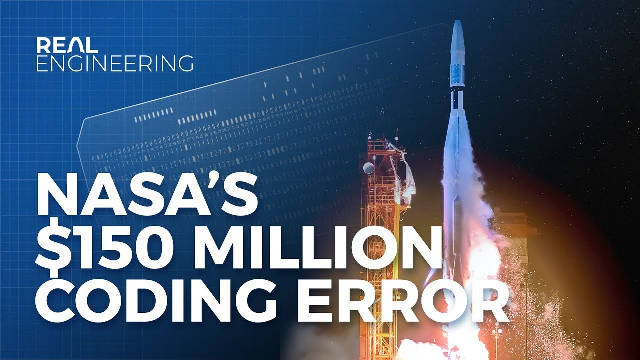 REAL
ENGINEERING
NASA'S
$150 MILLION
CODING ERROR